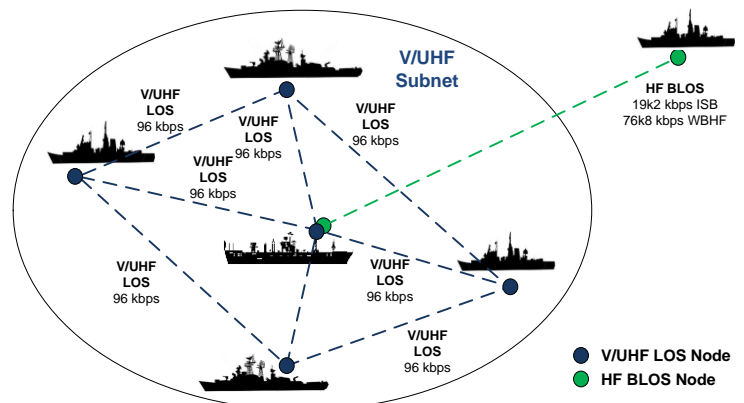 V/UHF
Subnet
V/UHF
LOS
96 kbps
V/UHF
LOS
96 kbps
V/UHF
LOS
96 kbps
HF BLOS
19k2 kbps ISB
76k8 kbps WBHF
V/UHF
LOS
96 kbps
V/UHF
LOS
96 kbps
V/UHF
LOS
96 kbps
V/UHF
LOS
96 kbps
V/UHF LOS Node
HF BLOS Node